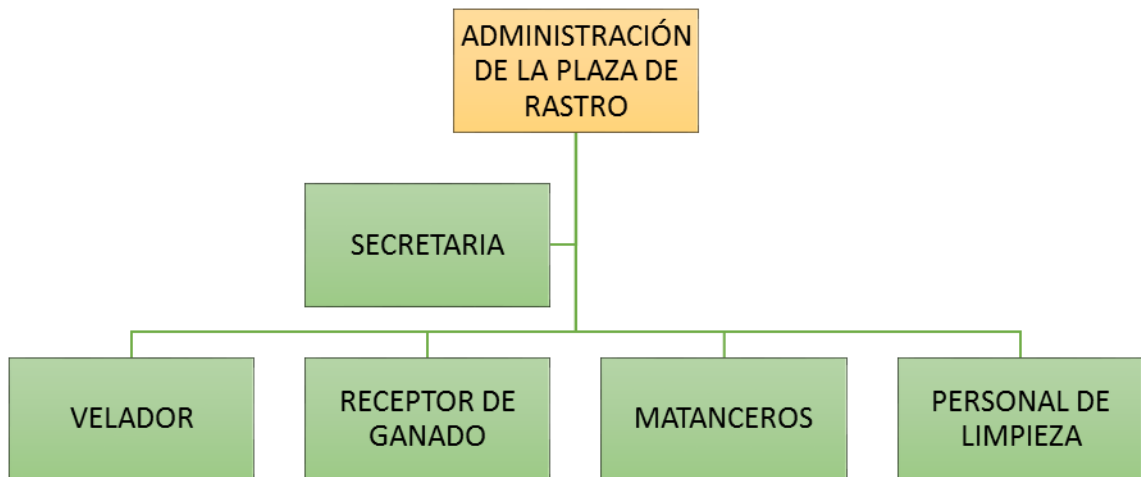 ADMINISTRACIÓN
DE LA PLAZA DE
RASTRO
SECRETARIA
VELADOR
RECEPTOR DE
GANADO
MATANCEROS
PERSONAL DE
LIMPIEZA